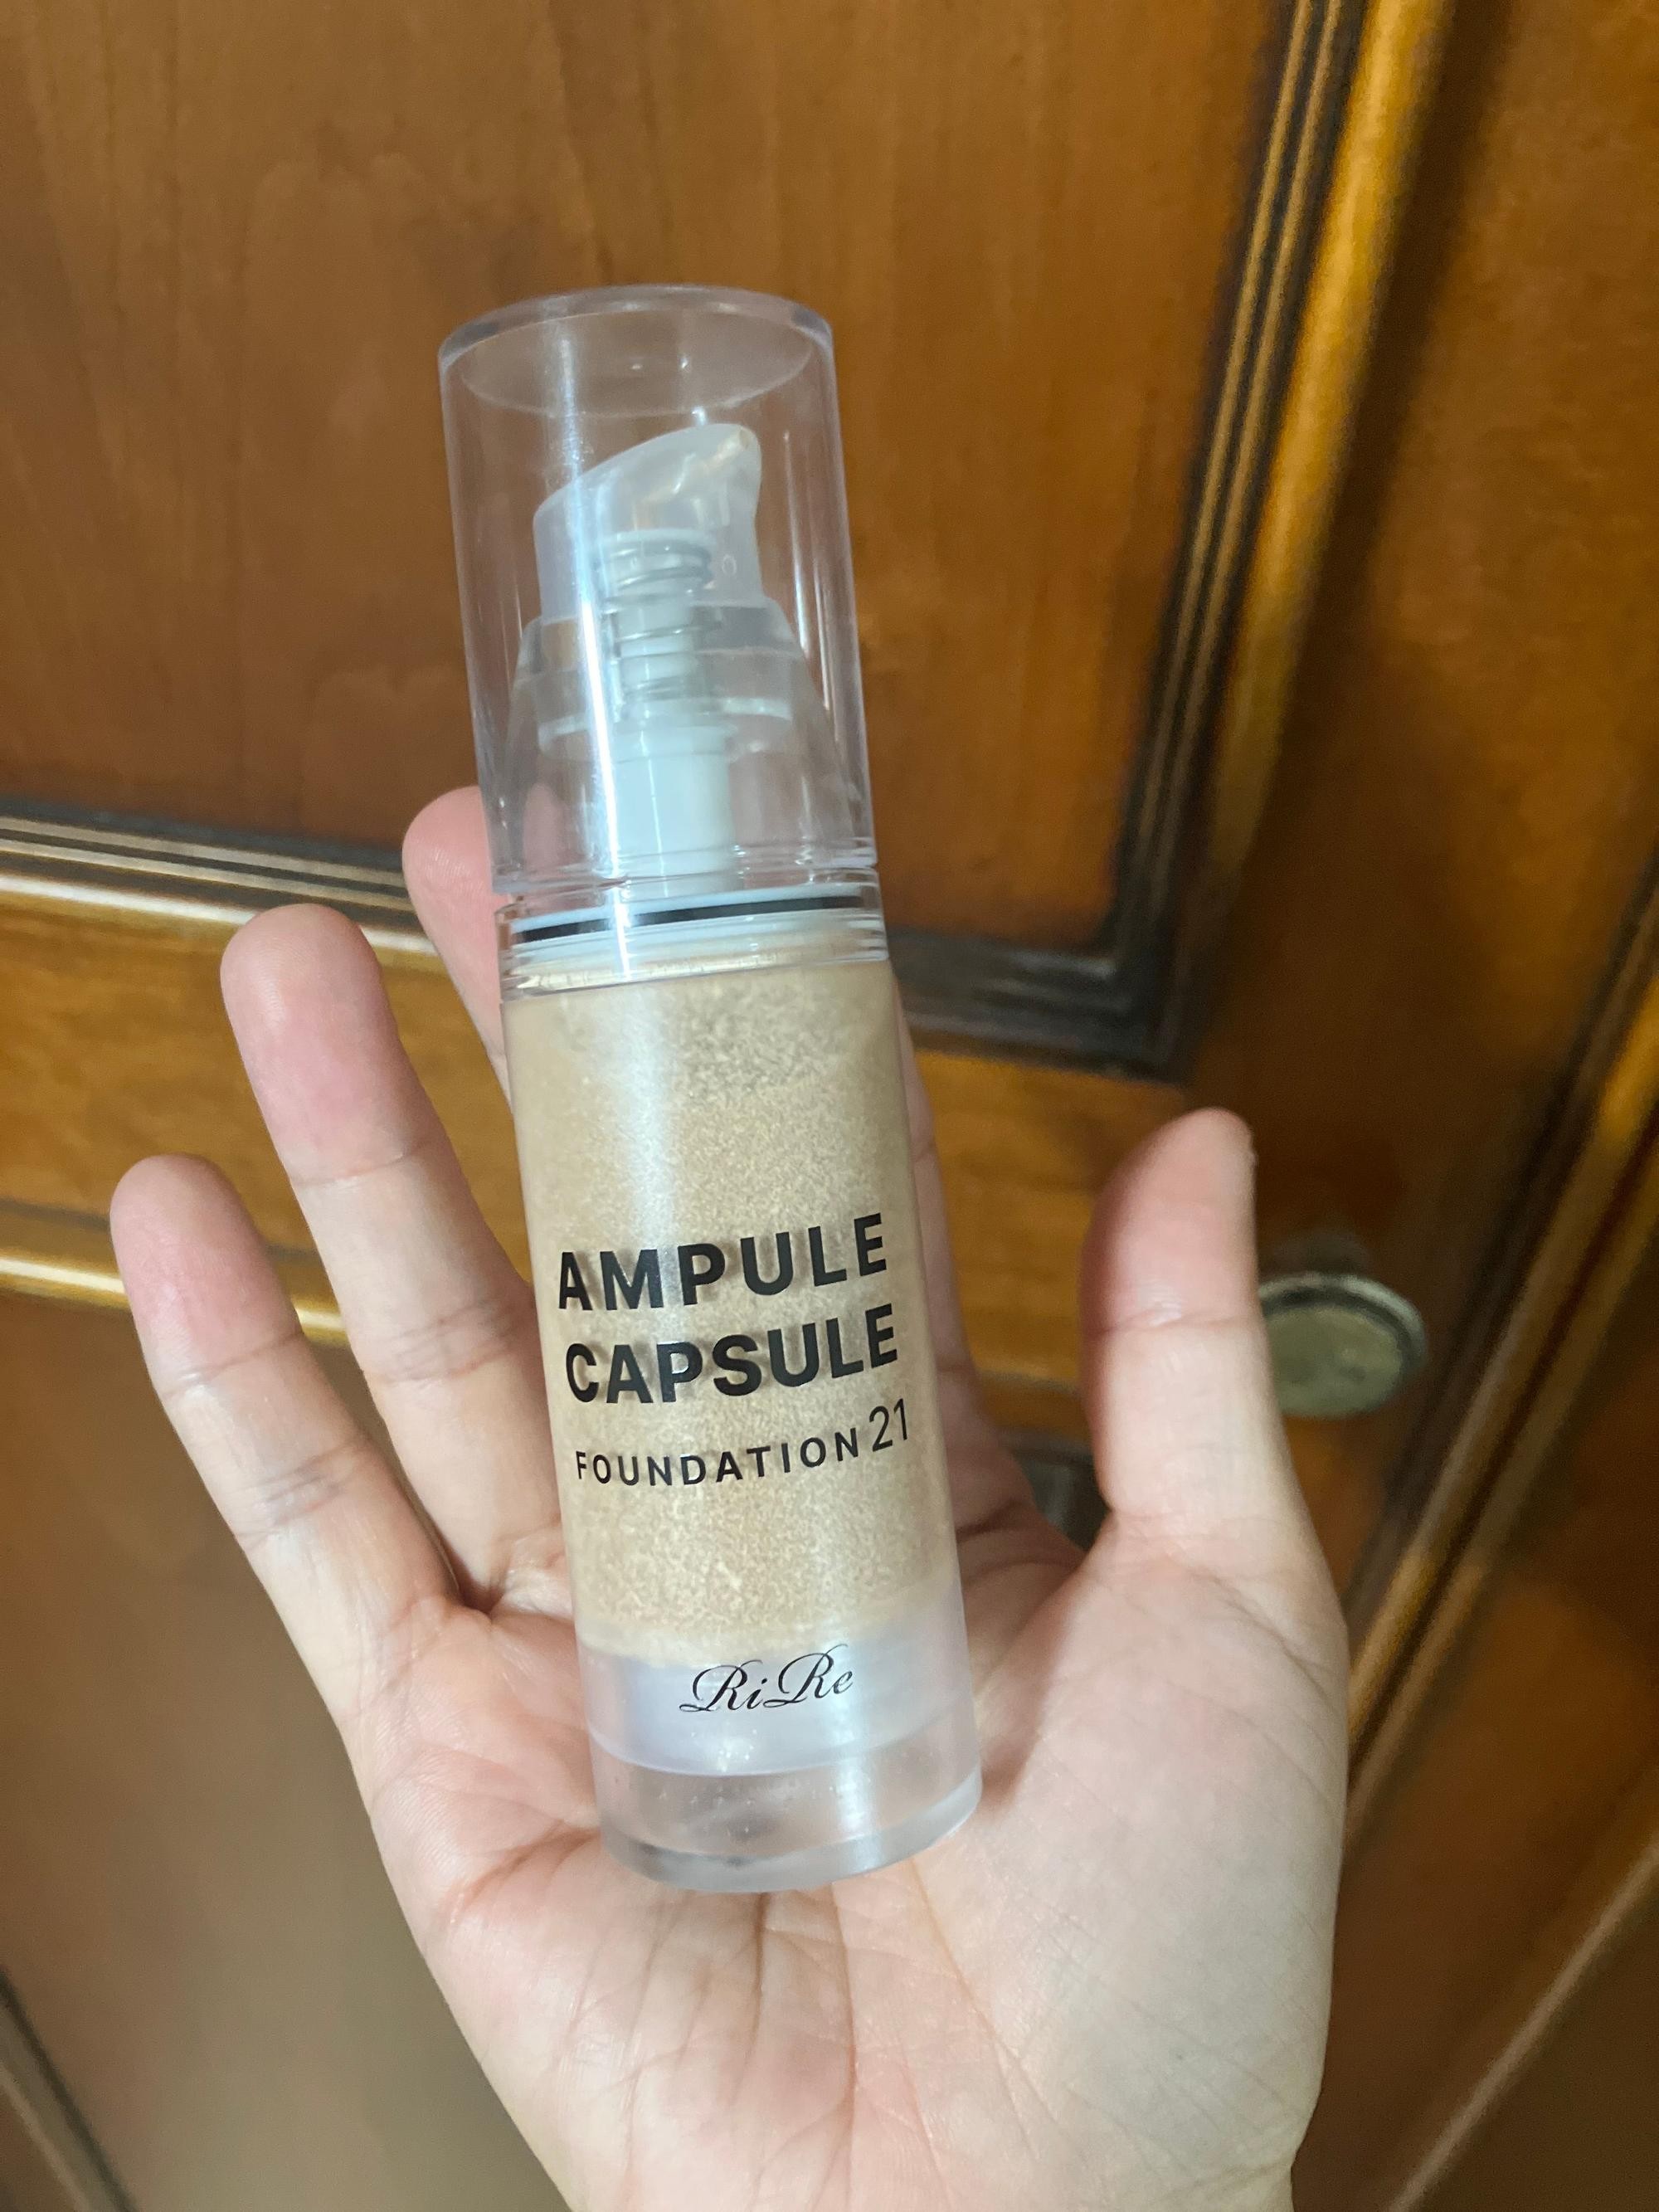 AMPULE
CAPSULE
FOUNDATION 21
RiRe